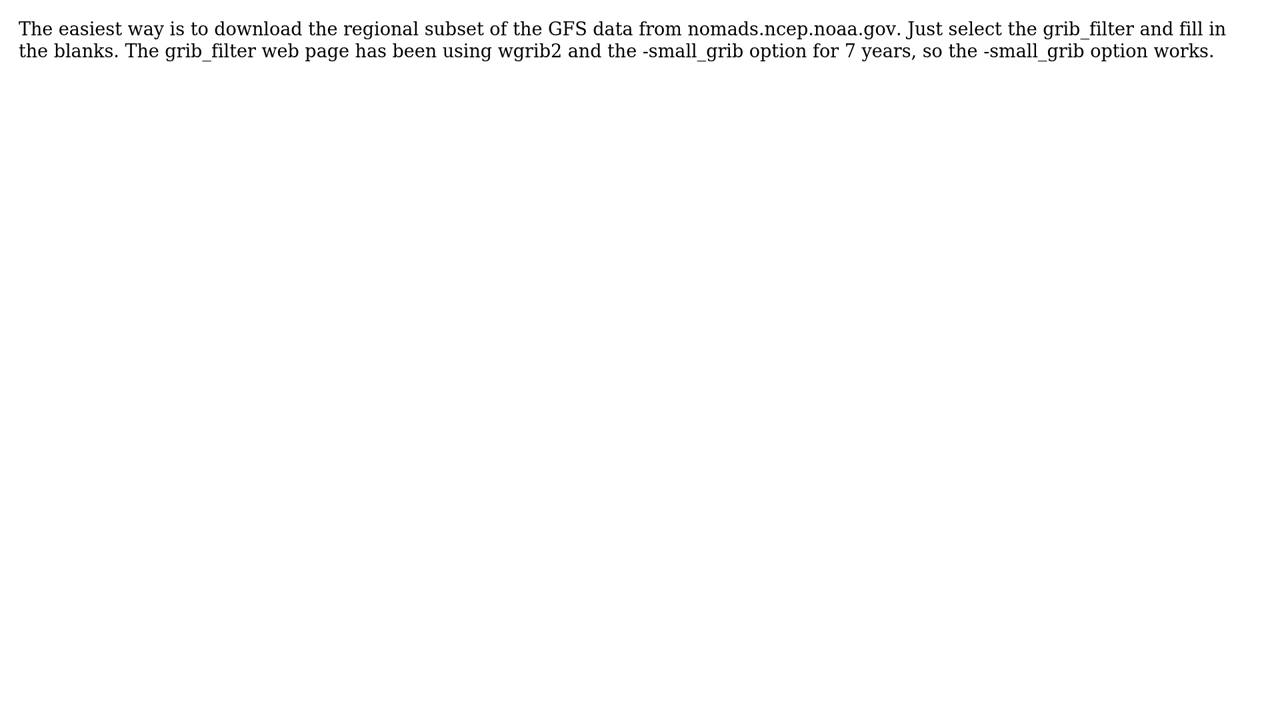 The easiest way is to download the regional subset of the GFS data from nomads.ncep.noaa.gov. Just select the grib_filter and fill in
the blanks. The grib_filter web page has been using wgrib2 and the -small_grib option for 7 years, so the -small_grib option works.